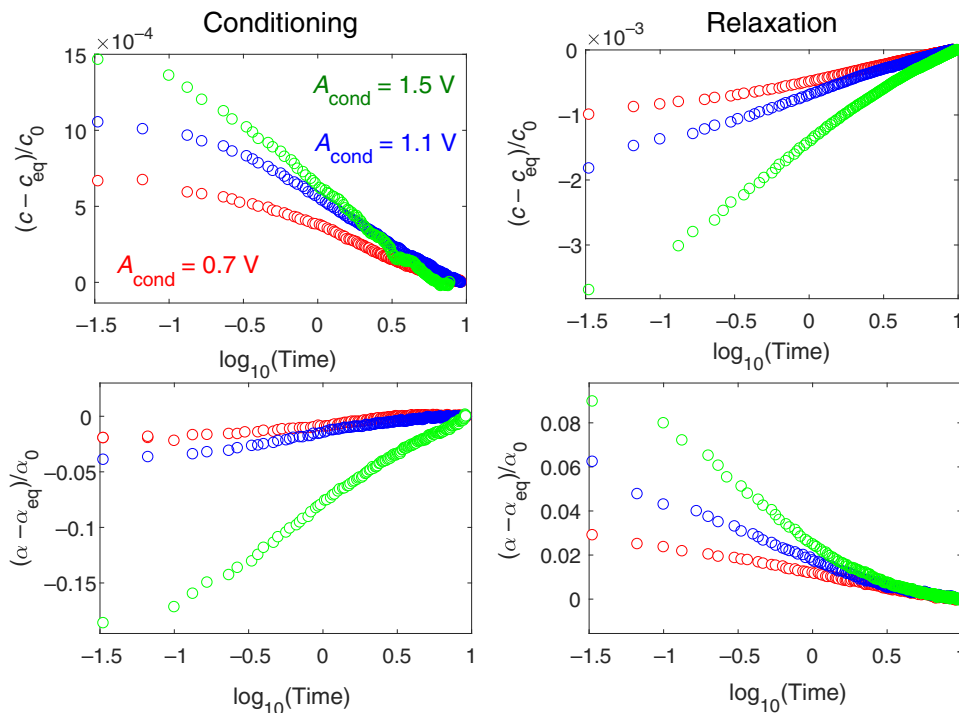 Conditioning
Relaxation
×10⁻⁴
15
10
5
0
(c – c_eq)/c_0
A_cond = 1.5 V
A_cond = 1.1 V
A_cond = 0.7 V
–1.5 –1 –0.5 0 0.5 1
log₁₀(Time)
×10⁻³
0
–1
–2
–3
(c – c_eq)/c_0
–1.5 –1 –0.5 0 0.5 1
log₁₀(Time)
0
–0.05
–0.1
–0.15
(α – α_eq)/α_0
–1.5 –1 –0.5 0 0.5 1
log₁₀(Time)
0.08
0.06
0.04
0.02
0
(α – α_eq)/α_0
–1.5 –1 –0.5 0 0.5 1
log₁₀(Time)